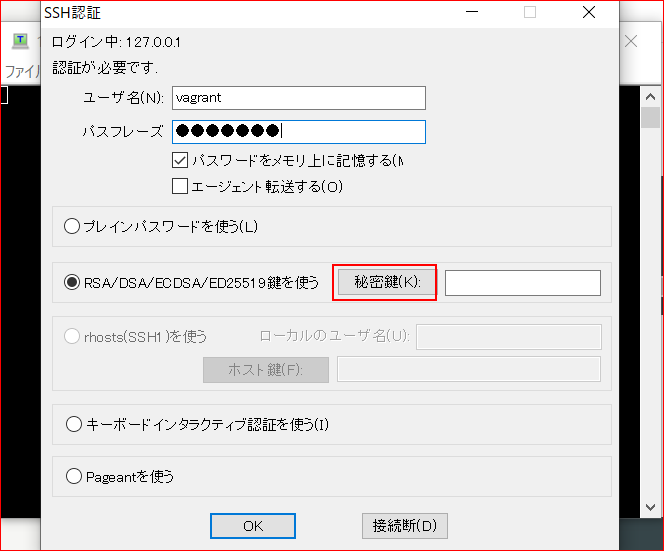 SSH認証
ログイン中: 127.0.0.1
ファイル
認証が必要です.
ユーザ名(N): vagrant
パスフレーズ ●●●●●●●
パスワードをメモリ上に記憶する(M
エージェント転送する(O)
プレインパスワードを使う(L)
RSA/DSA/ECDSA/ED25519鍵を使う 秘密鍵(K):
rhosts(SSH1)を使う ローカルのユーザ名(U):
ホスト鍵(F):
キーボードインタラクティブ認証を使う(I)
Pageantを使う
OK 接続断(D)